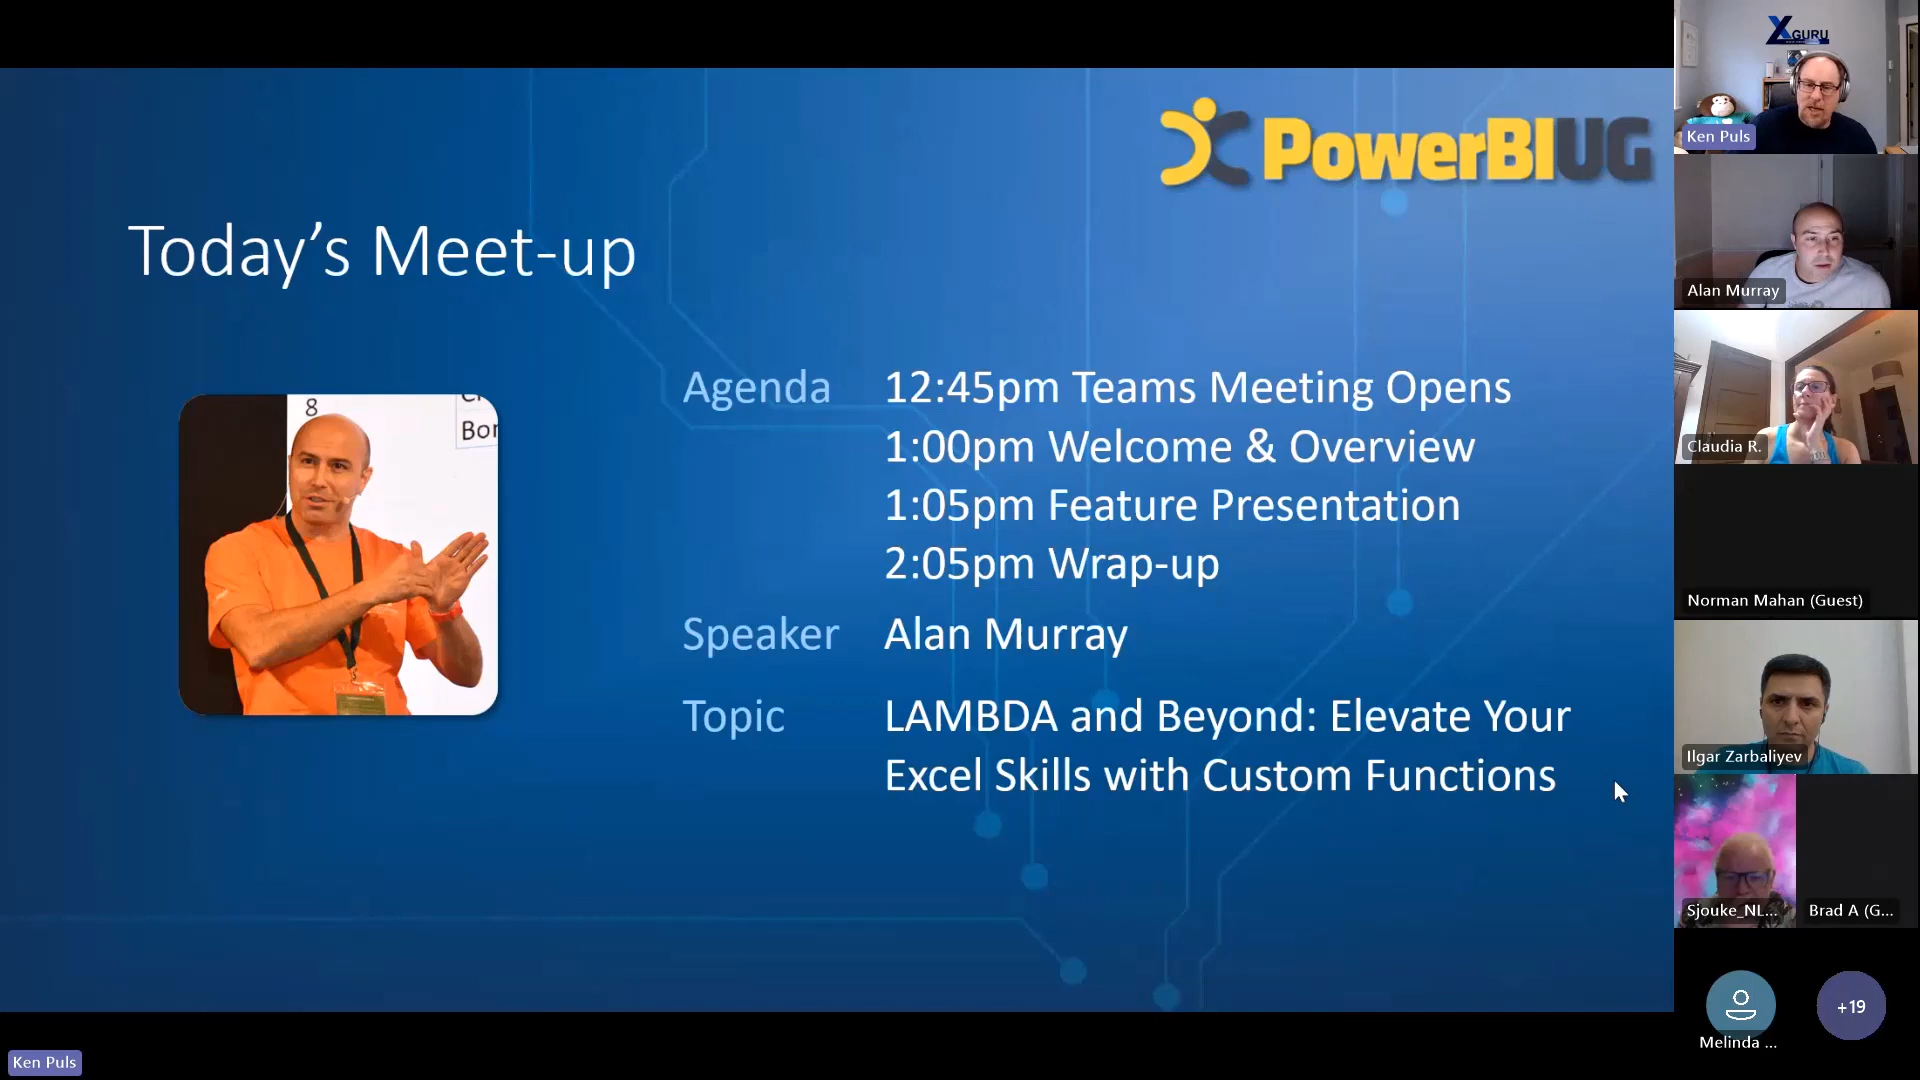 PowerBIUG
Today's Meet-up
8
Bor
Agenda
12:45pm Teams Meeting Opens
1:00pm Welcome & Overview
1:05pm Feature Presentation
2:05pm Wrap-up
Speaker
Alan Murray
Topic
LAMBDA and Beyond: Elevate Your
Excel Skills with Custom Functions
XGURU
Ken Puls
Alan Murray
Claudia R.
Norman Mahan (Guest)
Ilgar Zarbaliyev
Sjouke_NL...
Brad A (G...
Melinda ...
+19
Ken Puls